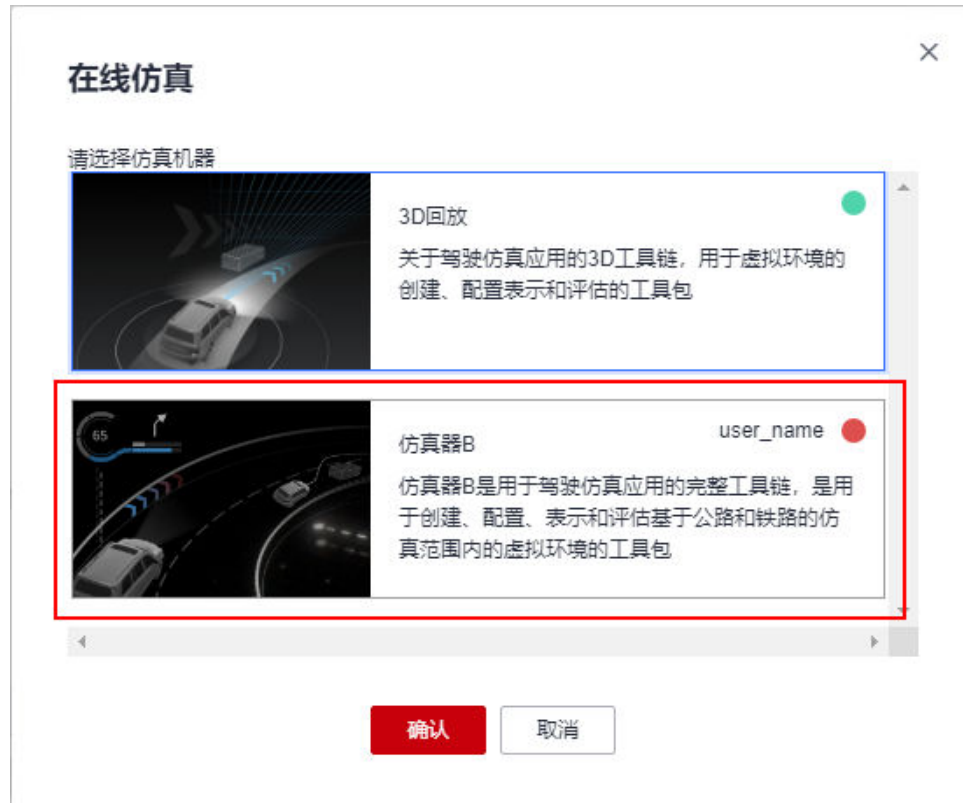 在线仿真
请选择仿真机器
3D回放
关于驾驶仿真应用的3D工具链，用于虚拟环境的
创建、配置表示和评估的工具包
65
仿真器B
user_name
仿真器B是用于驾驶仿真应用的完整工具链，是用
于创建、配置、表示和评估基于公路和铁路的仿
真范围内的虚拟环境的工具包
确认
取消